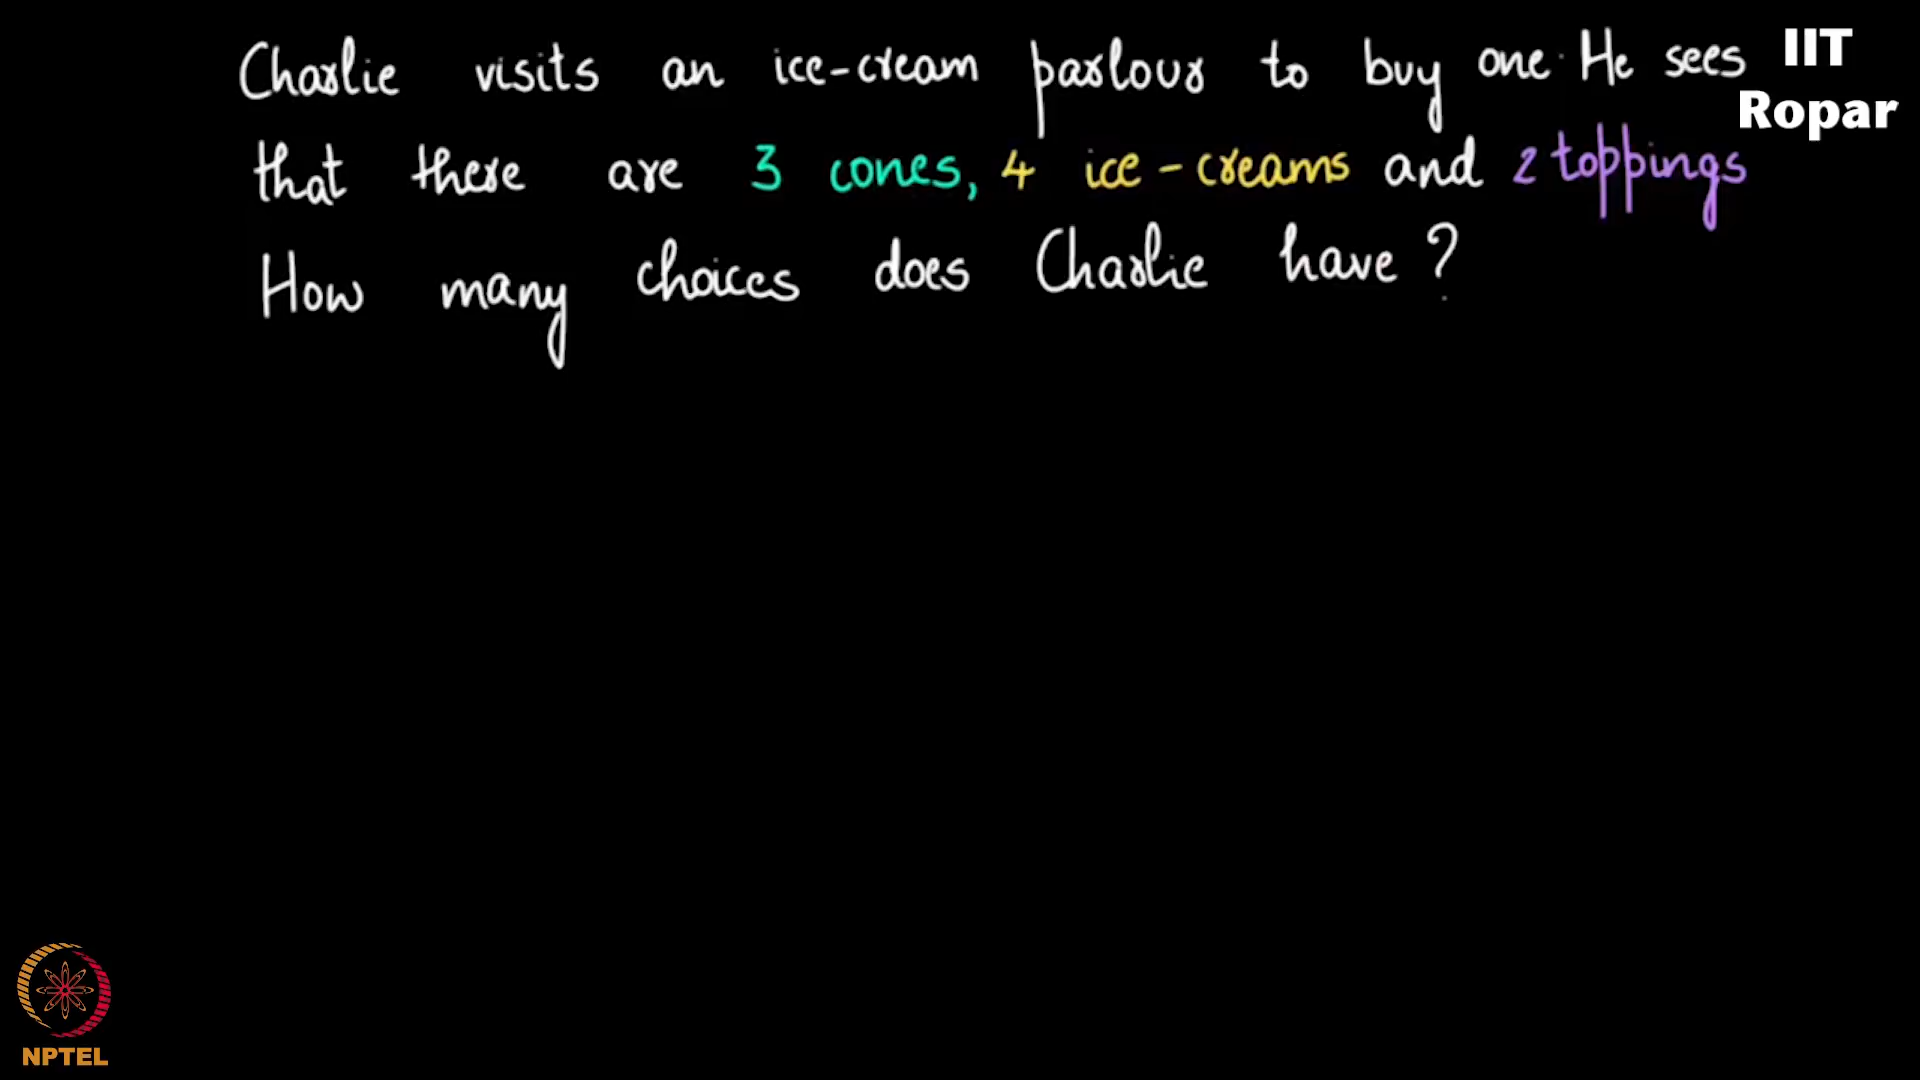 Charlie visits an ice-cream parlour to buy one. He sees
that there are 3 cones, 4 ice-creams and 2 toppings
How many choices does Charlie have?
IIT
Ropar
NPTEL